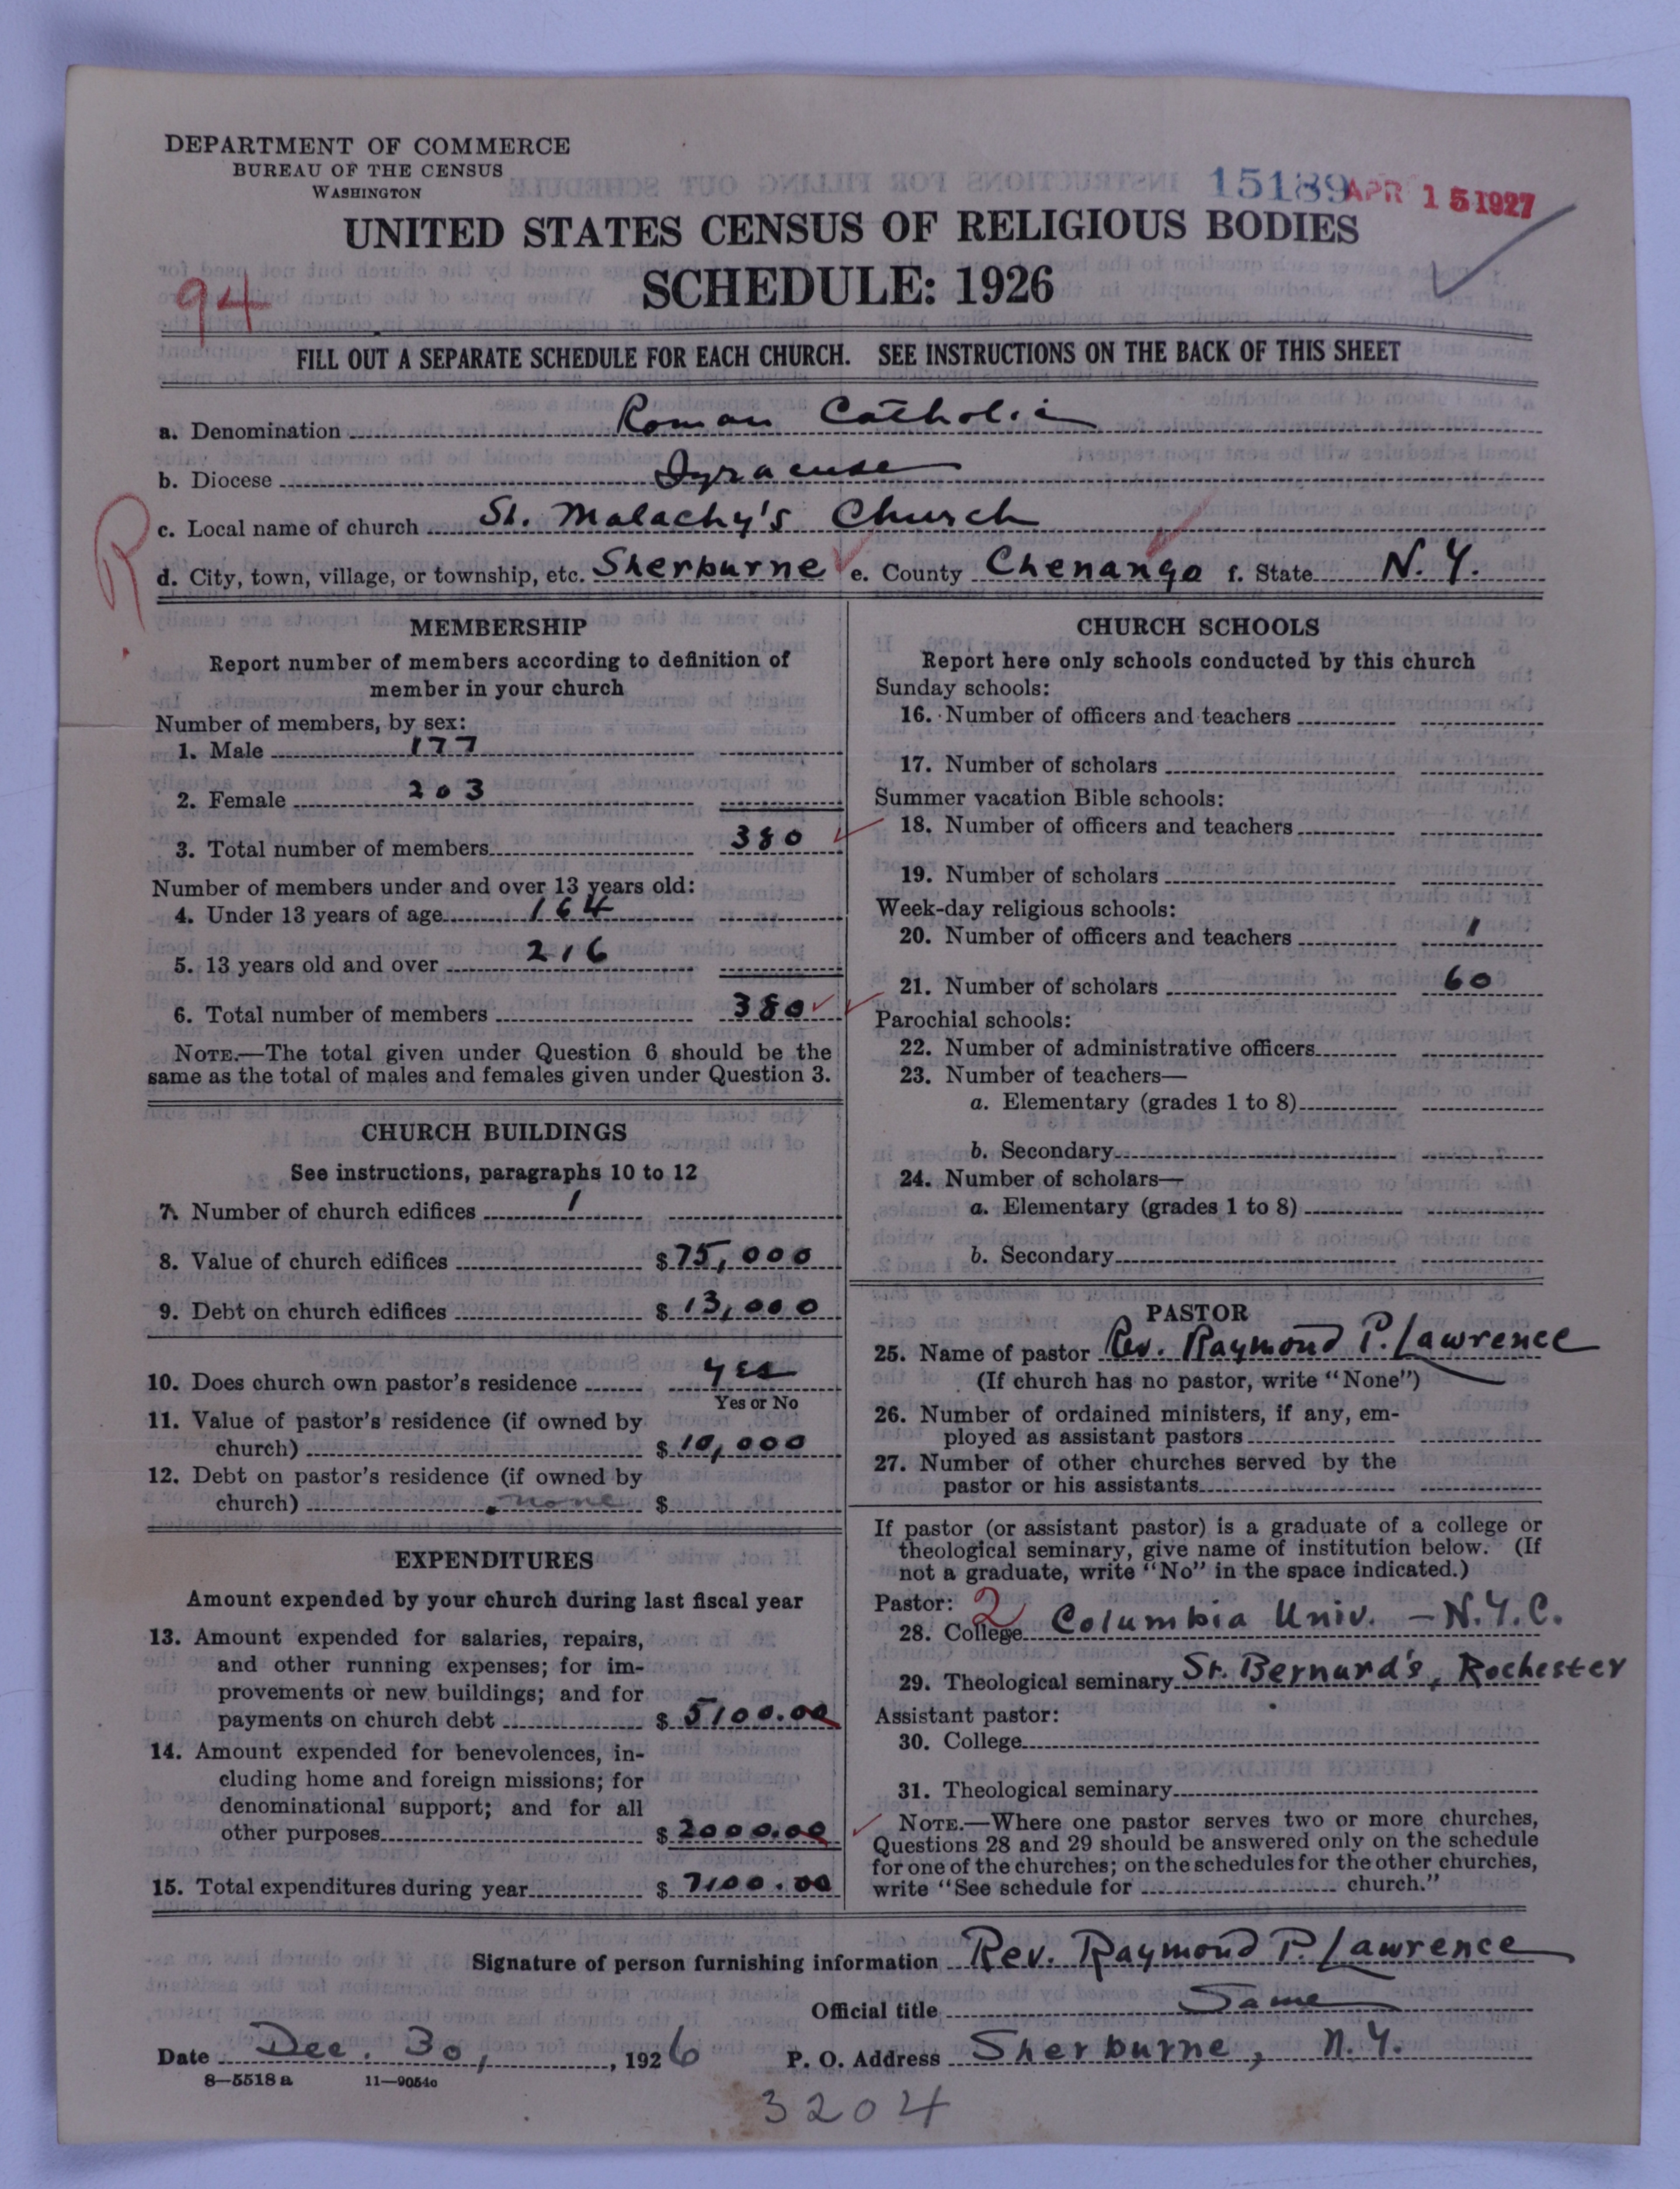 DEPARTMENT OF COMMERCE
BUREAU OF THE CENSUS
WASHINGTON
15189
APR 15 1927
UNITED STATES CENSUS OF RELIGIOUS BODIES
SCHEDULE: 1926
94
FILL OUT A SEPARATE SCHEDULE FOR EACH CHURCH. SEE INSTRUCTIONS ON THE BACK OF THIS SHEET
a. Denomination Roman Catholic
b. Diocese Syracuse
c. Local name of church St. Malachy's Church
R
d. City, town, village, or township, etc. Sherburne e. County Chenango f. State N.Y.
MEMBERSHIP
Report number of members according to definition of
member in your church
Number of members, by sex:
1. Male 177
2. Female 203
3. Total number of members 380
Number of members under and over 13 years old:
4. Under 13 years of age 164
5. 13 years old and over 216
6. Total number of members 380
NOTE.—The total given under Question 6 should be the
same as the total of males and females given under Question 3.
CHURCH BUILDINGS
See instructions, paragraphs 10 to 12
7. Number of church edifices 1
8. Value of church edifices $ 75,000
9. Debt on church edifices $ 13,000
10. Does church own pastor's residence yes
Yes or No
11. Value of pastor's residence (if owned by
church) $ 10,000
12. Debt on pastor's residence (if owned by
church) none $
EXPENDITURES
Amount expended by your church during last fiscal year
13. Amount expended for salaries, repairs,
and other running expenses; for im-
provements or new buildings; and for
payments on church debt $ 5100.00
14. Amount expended for benevolences, in-
cluding home and foreign missions; for
denominational support; and for all
other purposes $ 2000.00
15. Total expenditures during year $ 7100.00
CHURCH SCHOOLS
Report here only schools conducted by this church
Sunday schools:
16. Number of officers and teachers
17. Number of scholars
Summer vacation Bible schools:
18. Number of officers and teachers
19. Number of scholars
Week-day religious schools:
20. Number of officers and teachers 1
21. Number of scholars 60
Parochial schools:
22. Number of administrative officers
23. Number of teachers—
a. Elementary (grades 1 to 8)
b. Secondary
24. Number of scholars—
a. Elementary (grades 1 to 8)
b. Secondary
PASTOR
25. Name of pastor Rev. Raymond P. Lawrence
(If church has no pastor, write "None")
26. Number of ordained ministers, if any, em-
ployed as assistant pastors
27. Number of other churches served by the
pastor or his assistants
If pastor (or assistant pastor) is a graduate of a college or
theological seminary, give name of institution below. (If
not a graduate, write "No" in the space indicated.)
Pastor: 2
28. College Columbia Univ. — N.Y.C.
29. Theological seminary St. Bernard's, Rochester
Assistant pastor:
30. College
31. Theological seminary
NOTE.—Where one pastor serves two or more churches,
Questions 28 and 29 should be answered only on the schedule
for one of the churches; on the schedules for the other churches,
write "See schedule for church."
Signature of person furnishing information Rev. Raymond P. Lawrence
Official title Same
Date Dec. 30, 1926 P. O. Address Sherburne, N.Y.
8—5518 a 11—9054c
3204